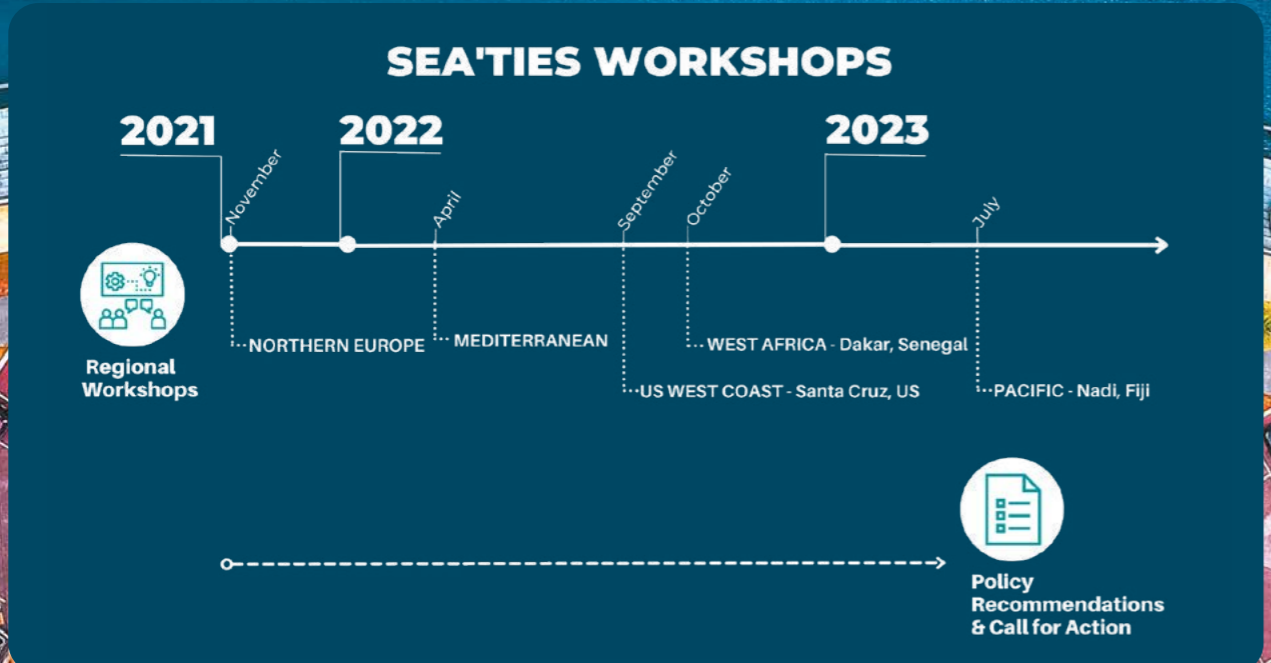 SEA'TIES WORKSHOPS
2021
2022
2023
November
April
September
October
July
NORTHERN EUROPE
MEDITERRANEAN
WEST AFRICA - Dakar, Senegal
US WEST COAST - Santa Cruz, US
PACIFIC - Nadi, Fiji
Regional
Workshops
Policy
Recommendations
& Call for Action